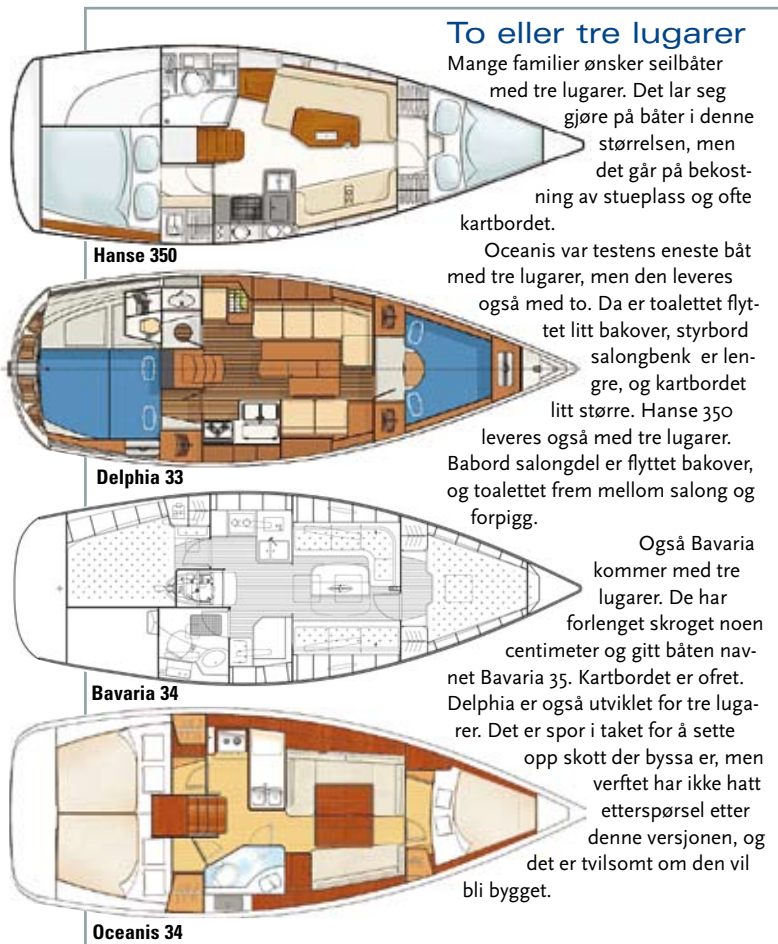 To eller tre lugarer
Mange familier ønsker seilbåter
med tre lugarer. Det lar seg
gjøre på båter i denne
størrelsen, men
det går på bekost-
ning av stueplass og ofte
kartbordet.
Oceanis var testens eneste båt
med tre lugarer, men den leveres
også med to. Da er toalettet flyt-
tet litt bakover, styrbord
salongbenk er len-
gre, og kartbordet
litt større. Hanse 350
leveres også med tre lugarer.
Babord salongdel er flyttet bakover,
og toalettet frem mellom salong og
forpigg.
Også Bavaria
kommer med tre
lugarer. De har
forlenget skroget noen
centimeter og gitt båten nav-
net Bavaria 35. Kartbordet er ofret.
Delphia er også utviklet for tre luga-
rer. Det er spor i taket for å sette
opp skott der byssa er, men
verftet har ikke hatt
etterspørsel etter
denne versjonen, og
det er tvilsomt om den vil
bli bygget.
Hanse 350
Delphia 33
Bavaria 34
Oceanis 34